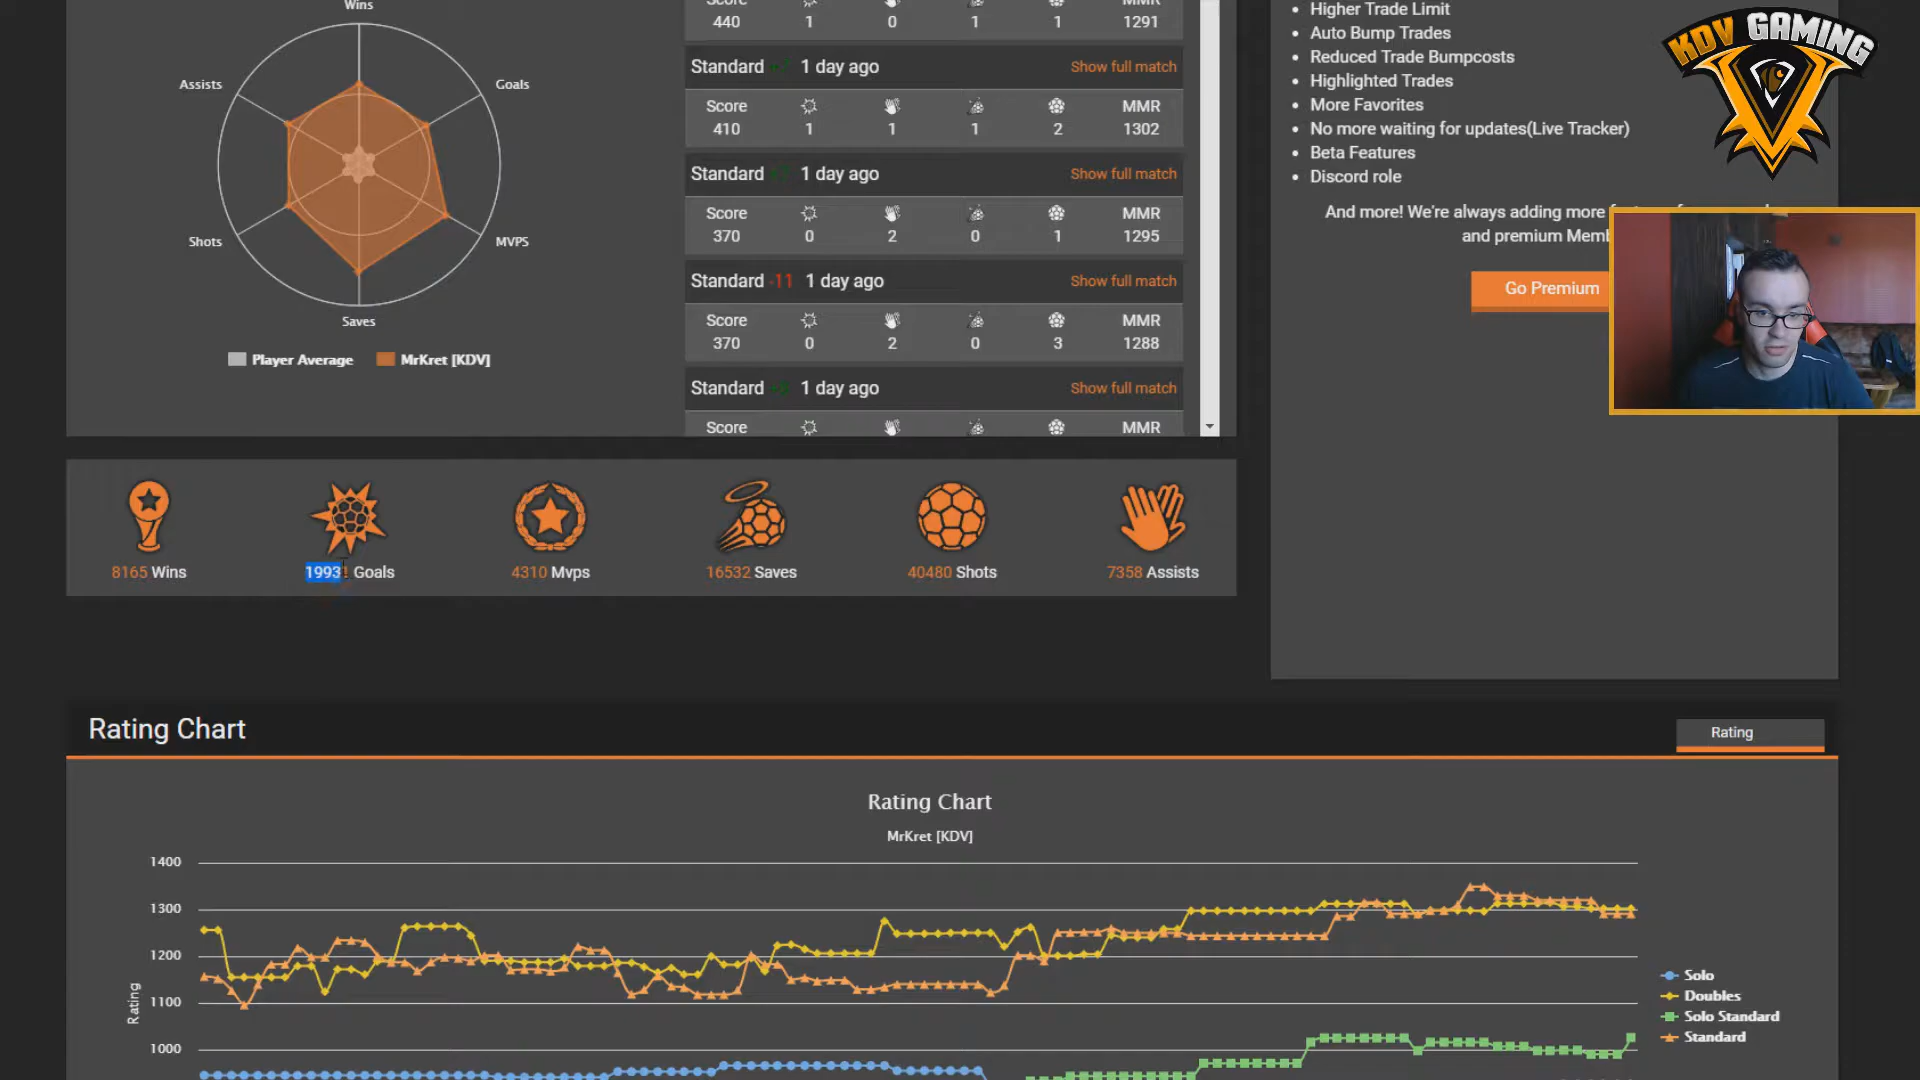 Wins
Assists
Goals
Shots
MVPS
Saves
Player Average
MrKret [KDV]
Score MMR
440 1 0 1 1 1291
Standard 1 day ago Show full match
Score MMR
410 1 1 1 2 1302
Standard 1 day ago Show full match
Score MMR
370 0 2 0 1 1295
Standard -11 1 day ago Show full match
Score MMR
370 0 2 0 3 1288
Standard 1 day ago Show full match
Score MMR
Higher Trade Limit
Auto Bump Trades
Reduced Trade Bumpcosts
Highlighted Trades
More Favorites
No more waiting for updates(Live Tracker)
Beta Features
Discord role
And more! We're always adding more
and premium Memb
Go Premium
KDV GAMING
8165 Wins
19931 Goals
4310 Mvps
16532 Saves
40480 Shots
7358 Assists
Rating Chart
Rating
Rating Chart
MrKret [KDV]
1400
1300
1200
1100
1000
Rating
Solo
Doubles
Solo Standard
Standard